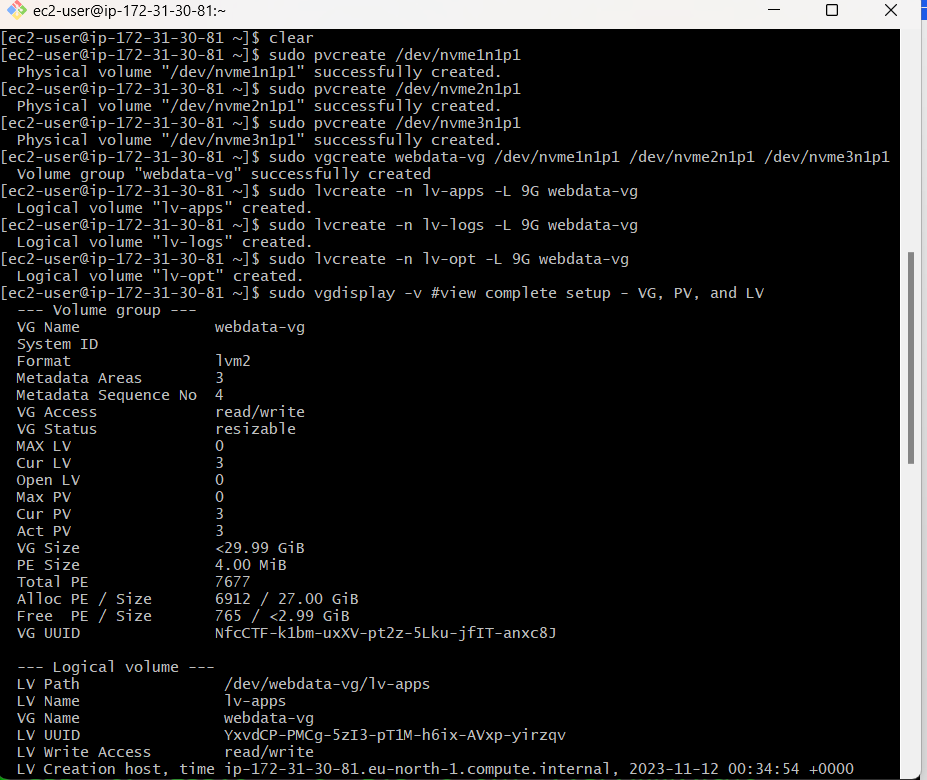 ec2-user@ip-172-31-30-81:~
[ec2-user@ip-172-31-30-81 ~]$ clear
[ec2-user@ip-172-31-30-81 ~]$ sudo pvcreate /dev/nvme1n1p1
  Physical volume "/dev/nvme1n1p1" successfully created.
[ec2-user@ip-172-31-30-81 ~]$ sudo pvcreate /dev/nvme2n1p1
  Physical volume "/dev/nvme2n1p1" successfully created.
[ec2-user@ip-172-31-30-81 ~]$ sudo pvcreate /dev/nvme3n1p1
  Physical volume "/dev/nvme3n1p1" successfully created.
[ec2-user@ip-172-31-30-81 ~]$ sudo vgcreate webdata-vg /dev/nvme1n1p1 /dev/nvme2n1p1 /dev/nvme3n1p1
  Volume group "webdata-vg" successfully created
[ec2-user@ip-172-31-30-81 ~]$ sudo lvcreate -n lv-apps -L 9G webdata-vg
  Logical volume "lv-apps" created.
[ec2-user@ip-172-31-30-81 ~]$ sudo lvcreate -n lv-logs -L 9G webdata-vg
  Logical volume "lv-logs" created.
[ec2-user@ip-172-31-30-81 ~]$ sudo lvcreate -n lv-opt -L 9G webdata-vg
  Logical volume "lv-opt" created.
[ec2-user@ip-172-31-30-81 ~]$ sudo vgdisplay -v #view complete setup - VG, PV, and LV
  --- Volume group ---
  VG Name               webdata-vg
  System ID
  Format                lvm2
  Metadata Areas        3
  Metadata Sequence No  4
  VG Access             read/write
  VG Status             resizable
  MAX LV                0
  Cur LV                3
  Open LV               0
  Max PV                0
  Cur PV                3
  Act PV                3
  VG Size               <29.99 GiB
  PE Size               4.00 MiB
  Total PE              7677
  Alloc PE / Size       6912 / 27.00 GiB
  Free  PE / Size       765 / <2.99 GiB
  VG UUID               NfcCTF-k1bm-uxXV-pt2z-5Lku-jfIT-anxc8J
  --- Logical volume ---
  LV Path                /dev/webdata-vg/lv-apps
  LV Name                lv-apps
  VG Name                webdata-vg
  LV UUID                YxvdCP-PMCg-5zI3-pT1M-h6ix-AVxp-yirzqv
  LV Write Access        read/write
  LV Creation host, time ip-172-31-30-81.eu-north-1.compute.internal, 2023-11-12 00:34:54 +0000